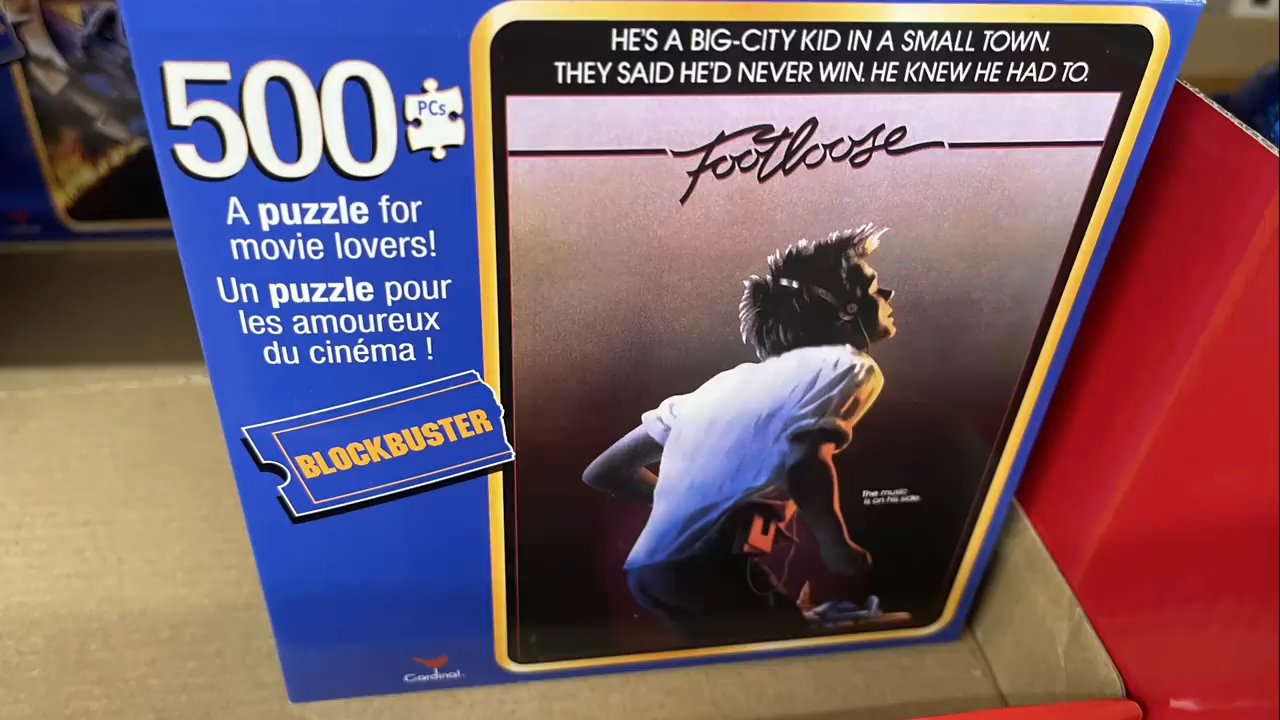 500
PCs
A puzzle for
movie lovers!
Un puzzle pour
les amoureux
du cinéma !
BLOCKBUSTER
Cardinal
HE'S A BIG-CITY KID IN A SMALL TOWN.
THEY SAID HE'D NEVER WIN. HE KNEW HE HAD TO.
Footloose
The music
is on his side.